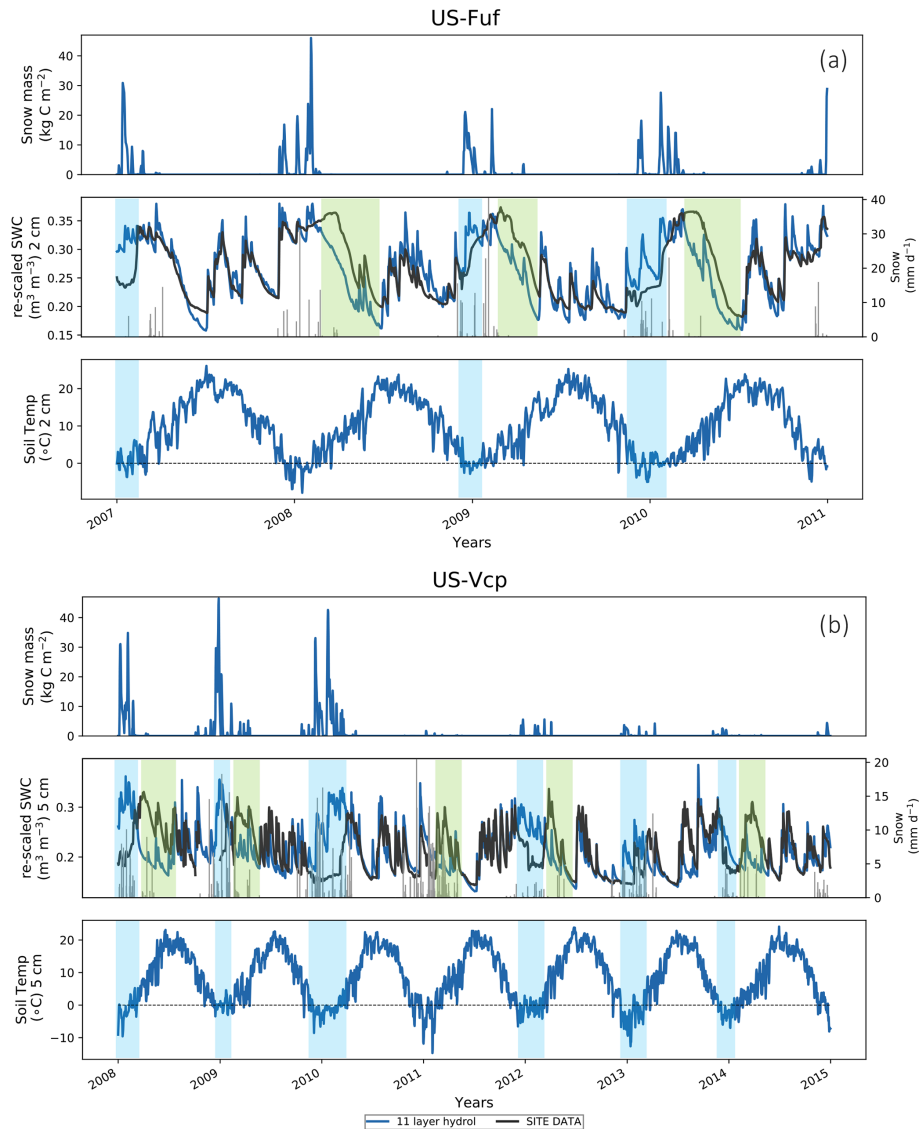 US-Fuf
(a)
Snow mass
(kg C m⁻²)
40
30
20
10
0
re-scaled SWC
(m³ m⁻³) 2 cm
0.35
0.30
0.25
0.20
0.15
40
30
20
10
0
Snow
(mm d⁻¹)
Soil Temp
(∘C) 2 cm
20
10
0
2007
2008
2009
2010
2011
Years
US-Vcp
(b)
Snow mass
(kg C m⁻²)
40
30
20
10
0
re-scaled SWC
(m³ m⁻³) 5 cm
0.3
0.2
20
15
10
5
0
Snow
(mm d⁻¹)
Soil Temp
(∘C) 5 cm
20
10
0
−10
2008
2009
2010
2011
2012
2013
2014
2015
Years
11 layer hydrol
SITE DATA